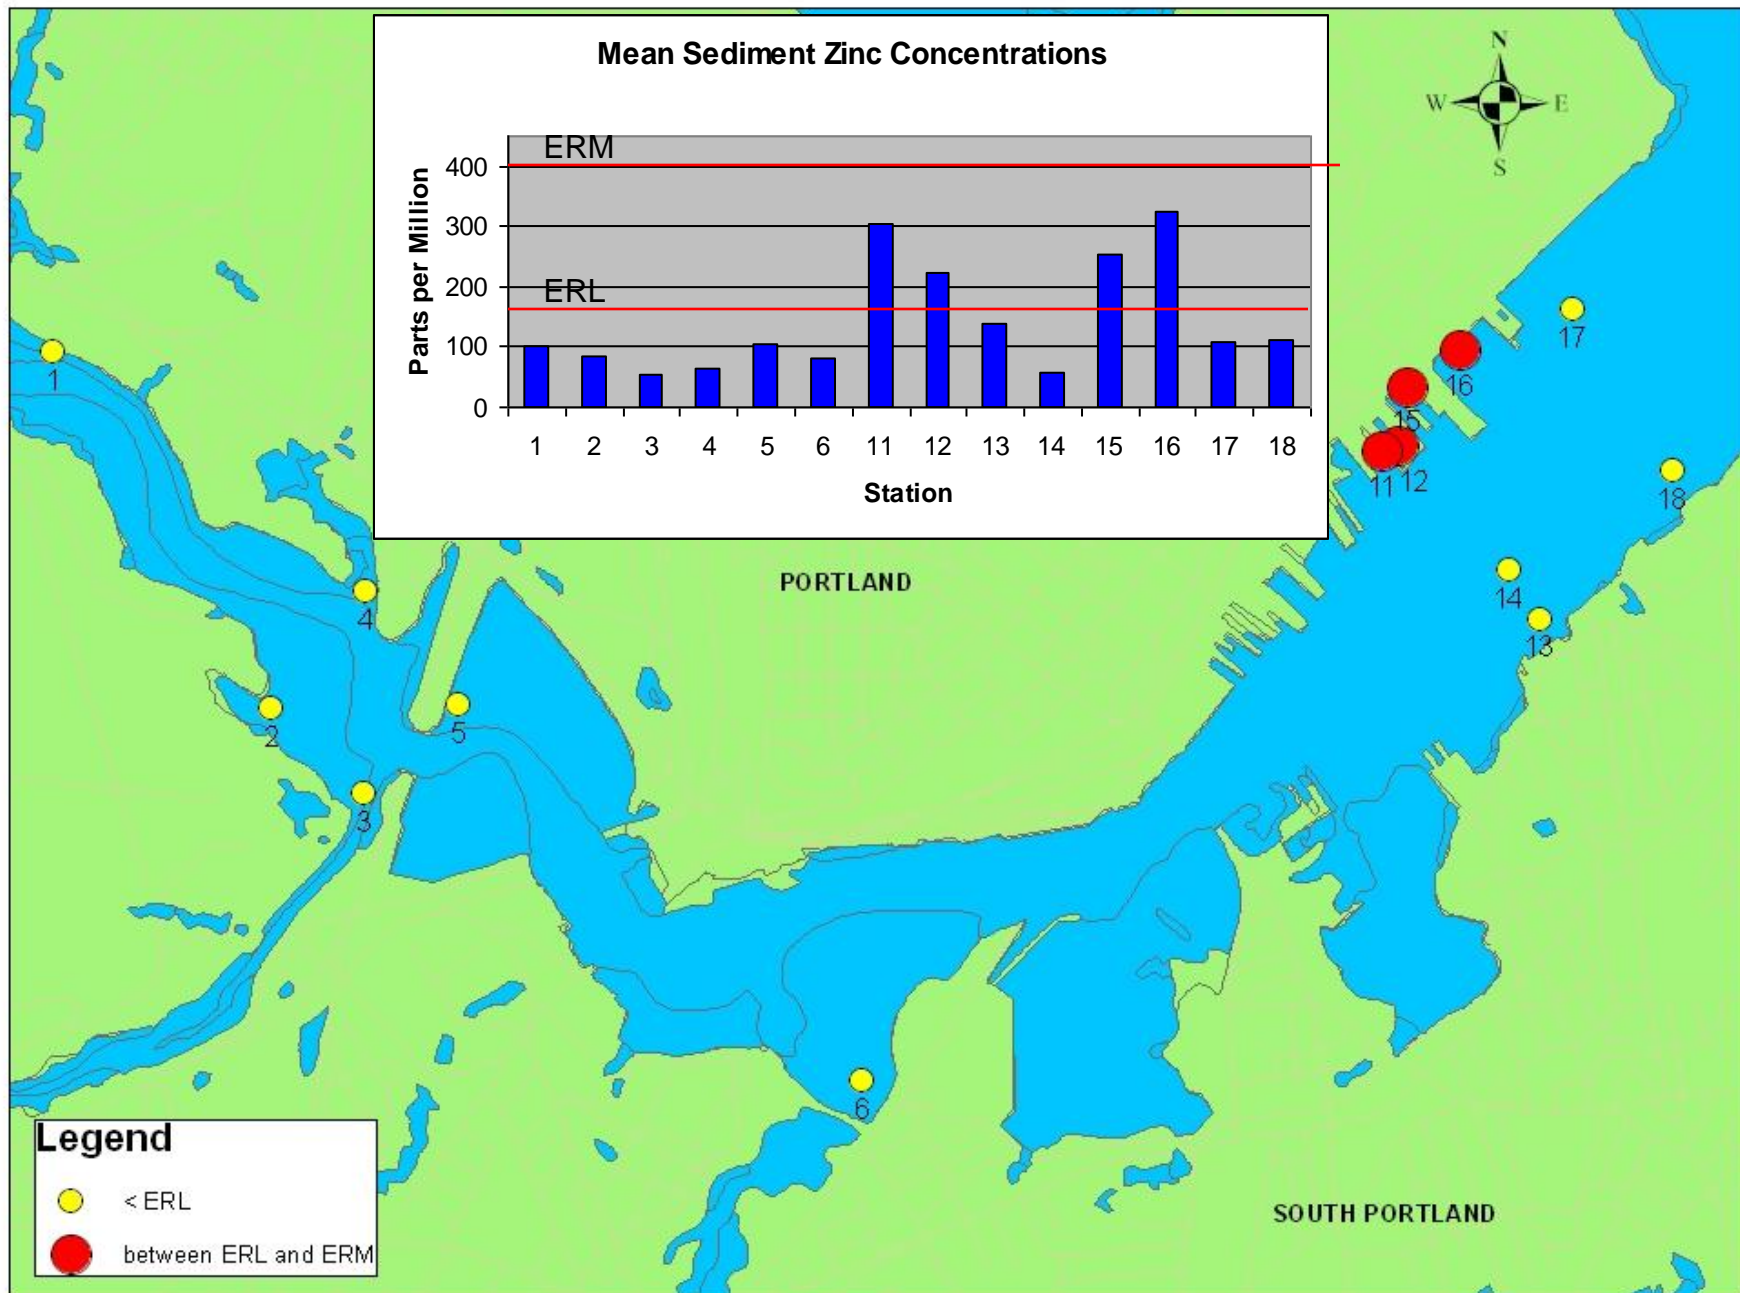 Mean Sediment Zinc Concentrations
N
W E
S
Parts per Million
ERM
400
300
200
ERL
100
0
1 2 3 4 5 6 11 12 13 14 15 16 17 18
Station
1
17
16
15
11 12
18
PORTLAND
14
4
13
2
5
3
6
Legend
< ERL
between ERL and ERM
SOUTH PORTLAND